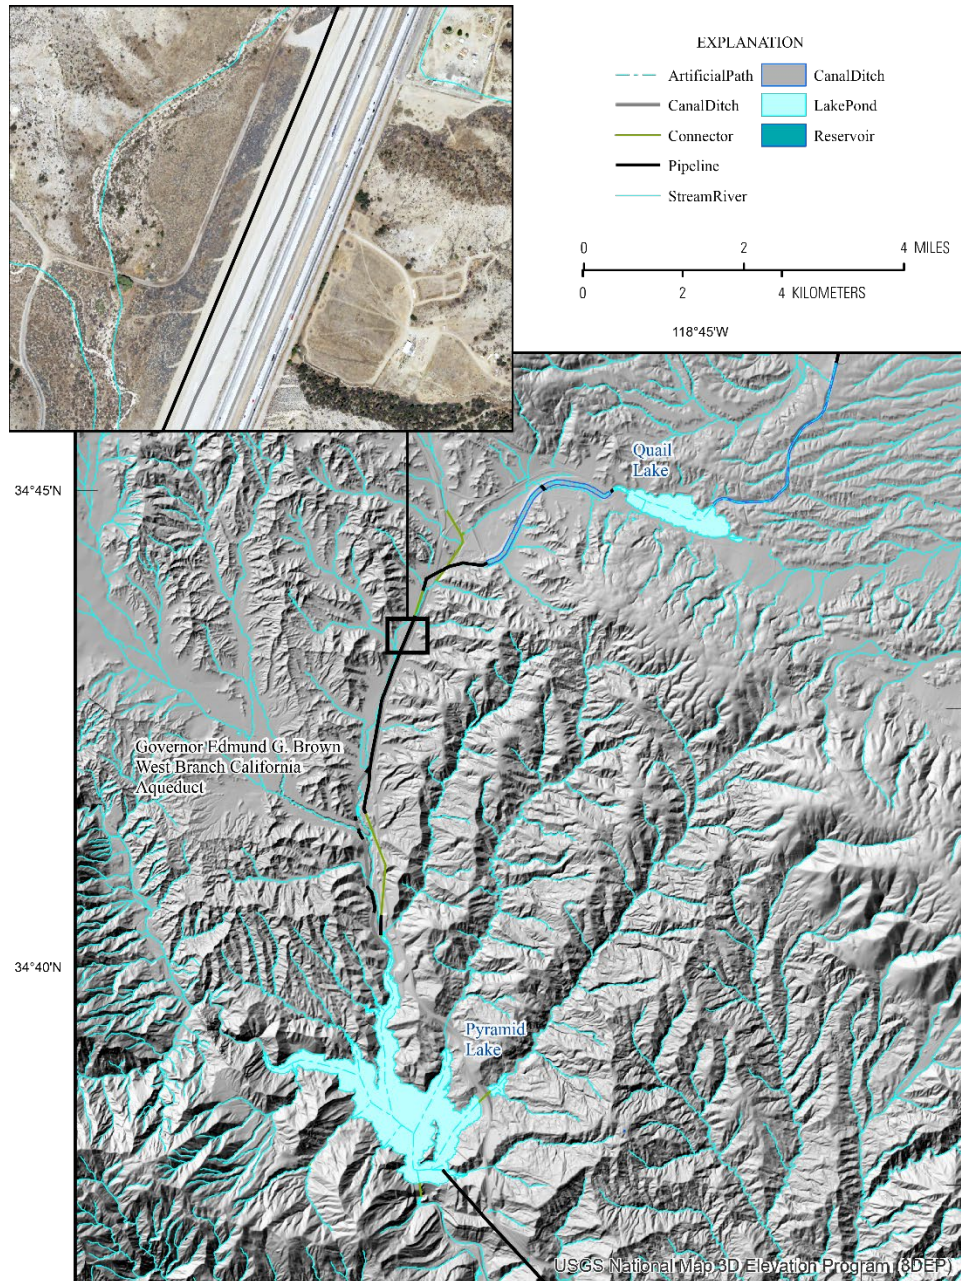 EXPLANATION
ArtificialPath
CanalDitch
Connector
Pipeline
StreamRiver
CanalDitch
LakePond
Reservoir
0 2 4 MILES
0 2 4 KILOMETERS
118°45'W
Quail
Lake
34°45'N
Governor Edmund G. Brown
West Branch California
Aqueduct
34°40'N
Pyramid
Lake
USGS National Map 3D Elevation Program (3DEP)